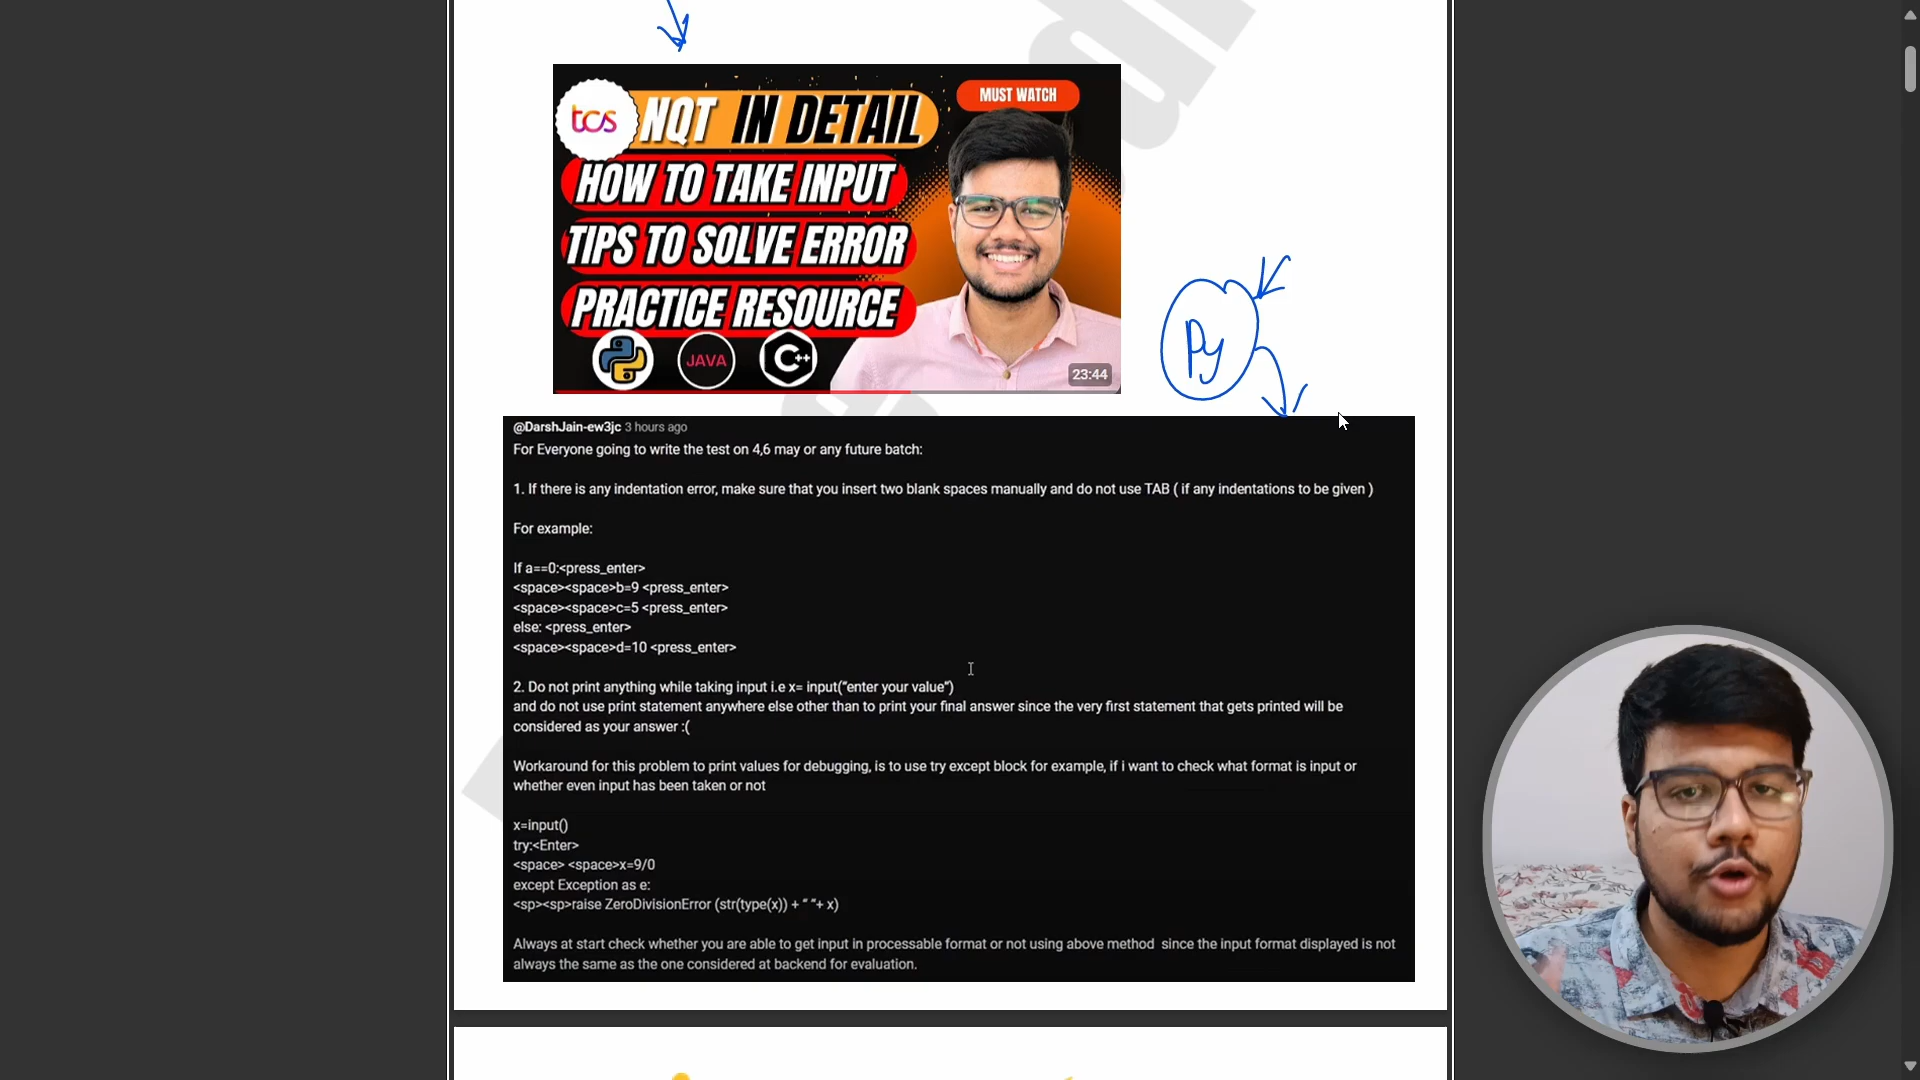 MUST WATCH
tcs NQT IN DETAIL
HOW TO TAKE INPUT
TIPS TO SOLVE ERROR
PRACTICE RESOURCE
JAVA
C++
23:44
Py
@DarshJain-ew3jc 3 hours ago
For Everyone going to write the test on 4,6 may or any future batch:
1. If there is any indentation error, make sure that you insert two blank spaces manually and do not use TAB ( if any indentations to be given )
For example:
If a==0:<press_enter>
<space><space>b=9 <press_enter>
<space><space>c=5 <press_enter>
else: <press_enter>
<space><space>d=10 <press_enter>
2. Do not print anything while taking input i.e x= input(“enter your value”)
and do not use print statement anywhere else other than to print your final answer since the very first statement that gets printed will be
considered as your answer :(
Workaround for this problem to print values for debugging, is to use try except block for example, if i want to check what format is input or
whether even input has been taken or not
x=input()
try:<Enter>
<space> <space>x=9/0
except Exception as e:
<sp><sp>raise ZeroDivisionError (str(type(x)) + “ ”+ x)
Always at start check whether you are able to get input in processable format or not using above method  since the input format displayed is not
always the same as the one considered at backend for evaluation.